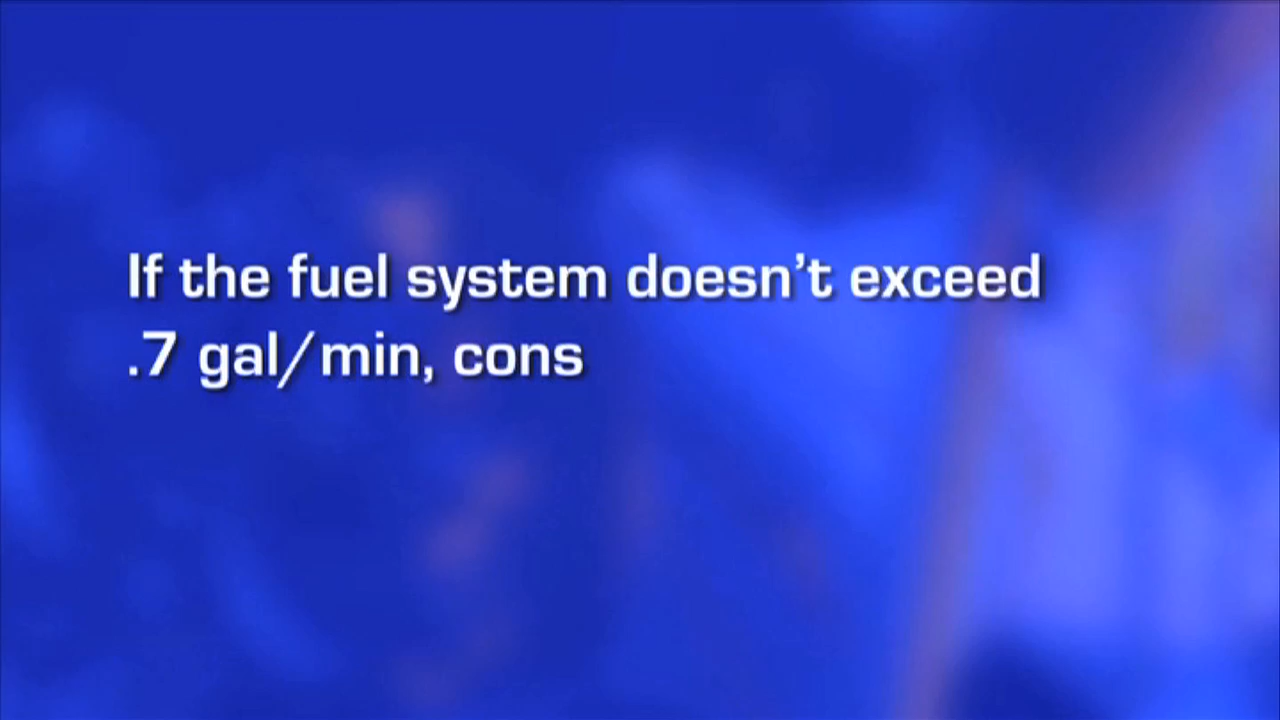 If the fuel system doesn’t exceed
.7 gal/min, cons